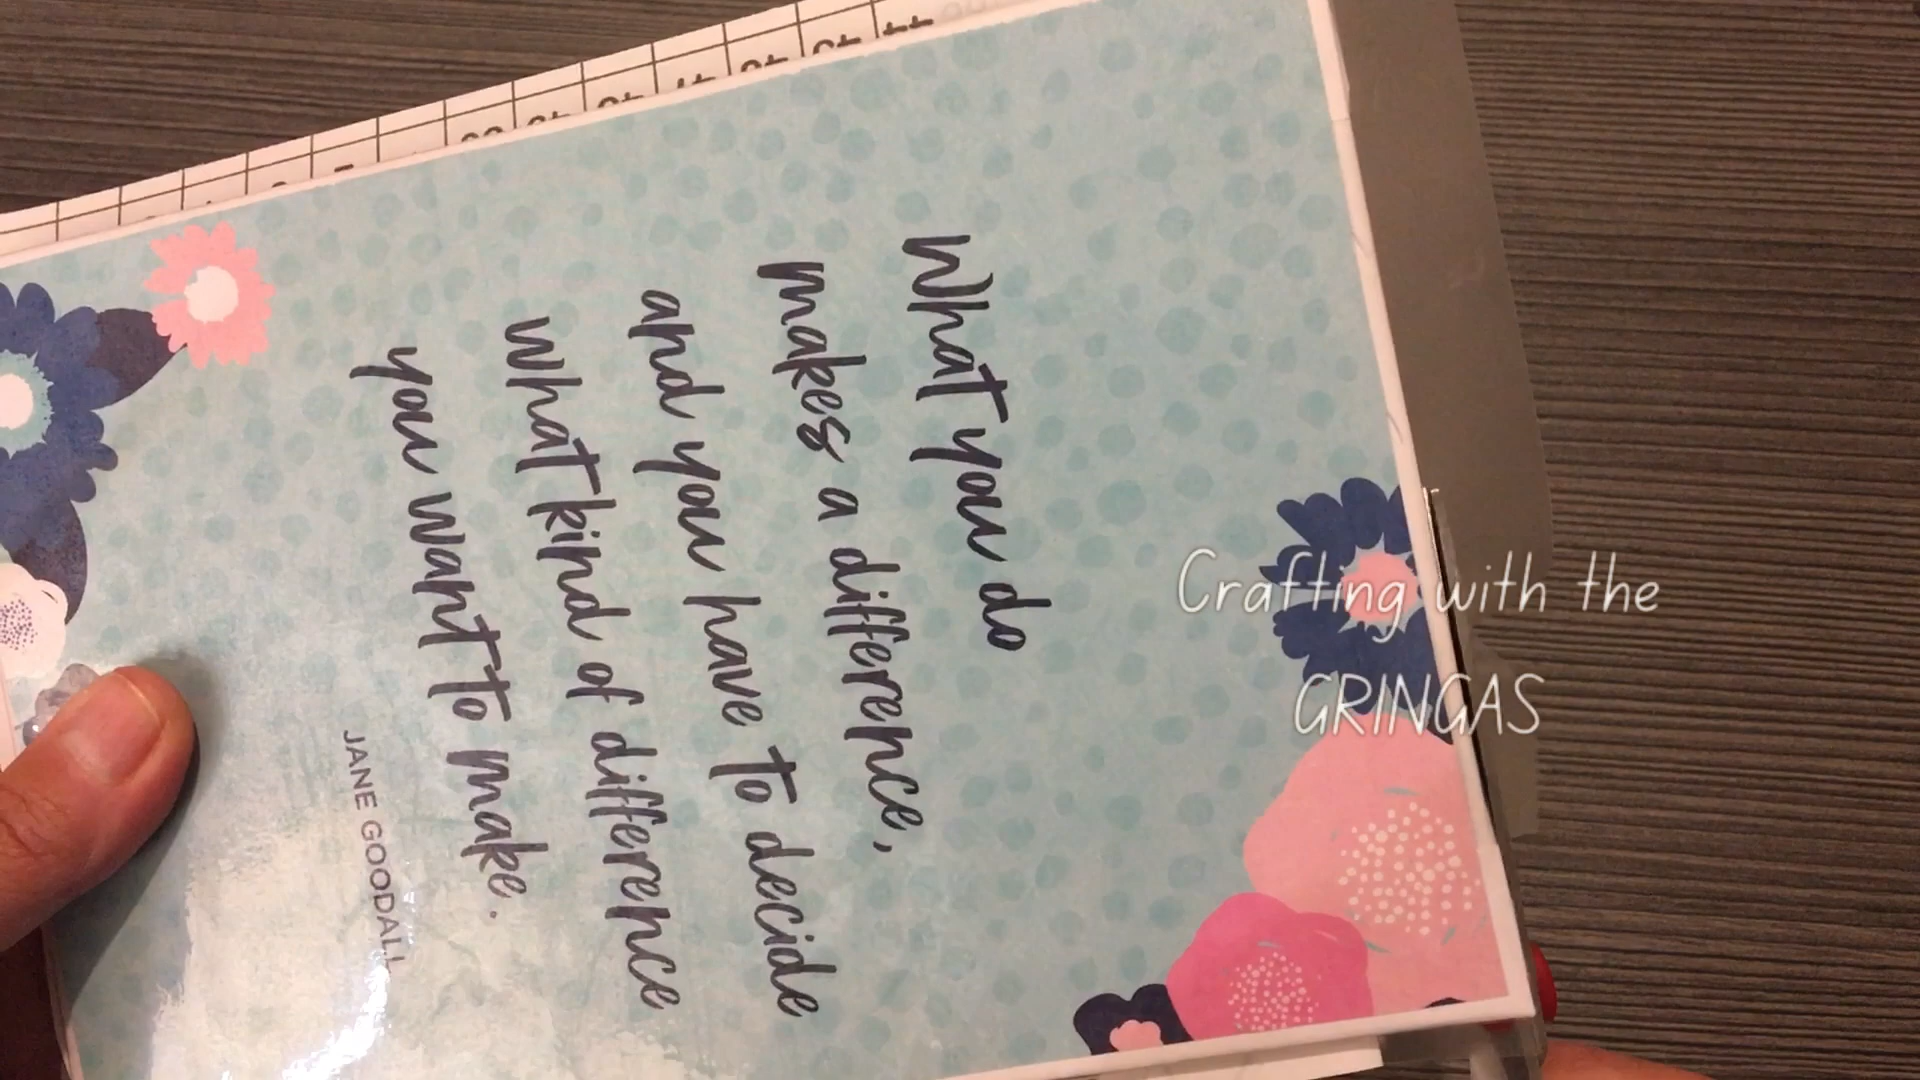 What you do
makes a difference,
and you have to decide
what kind of difference
you want to make.
JANE GOODALL
Crafting with the
GRINGAS